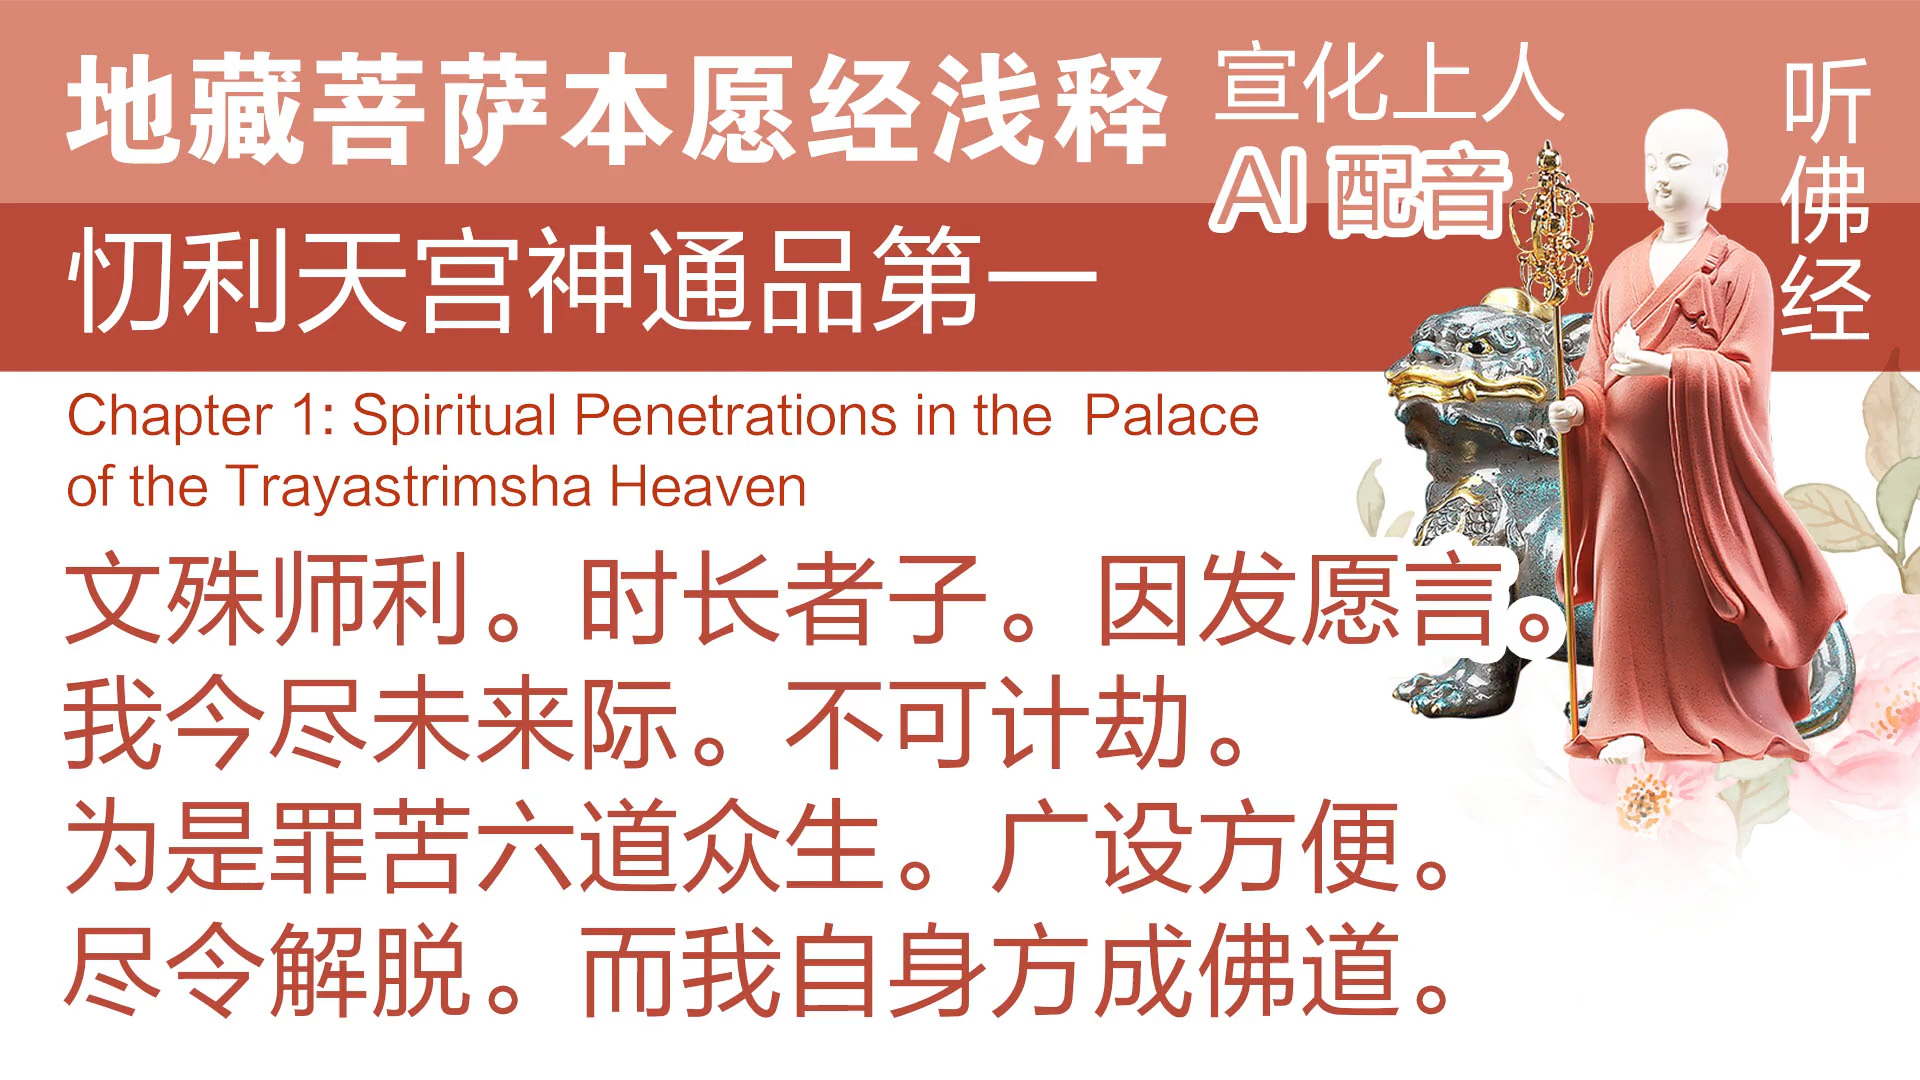 地藏菩萨本愿经浅释
宣化上人
AI 配音
听佛经
忉利天宫神通品第一
Chapter 1: Spiritual Penetrations in the Palace
of the Trayastrimsha Heaven
文殊师利。时长者子。因发愿言。
我今尽未来际。不可计劫。
为是罪苦六道众生。广设方便。
尽令解脱。而我自身方成佛道。